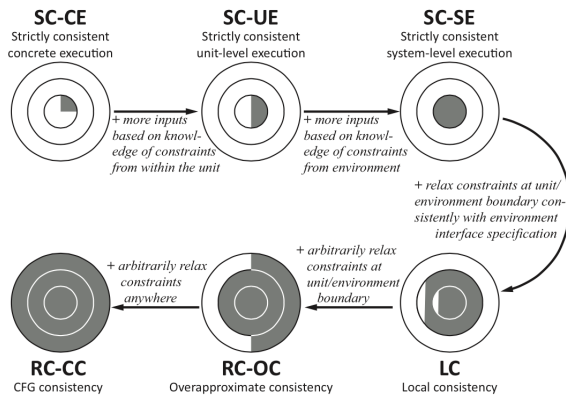 SC-CE
Strictly consistent
concrete execution
SC-UE
Strictly consistent
unit-level execution
SC-SE
Strictly consistent
system-level execution
+ more inputs
based on knowl-
edge of constraints
from within the unit
+ more inputs
based on knowl-
edge of constraints
from environment
+ relax constraints at unit/
environment boundary con-
sistently with environment
interface specification
+ arbitrarily relax
constraints at
unit/environment
boundary
+ arbitrarily relax
constraints
anywhere
RC-CC
CFG consistency
RC-OC
Overapproximate consistency
LC
Local consistency